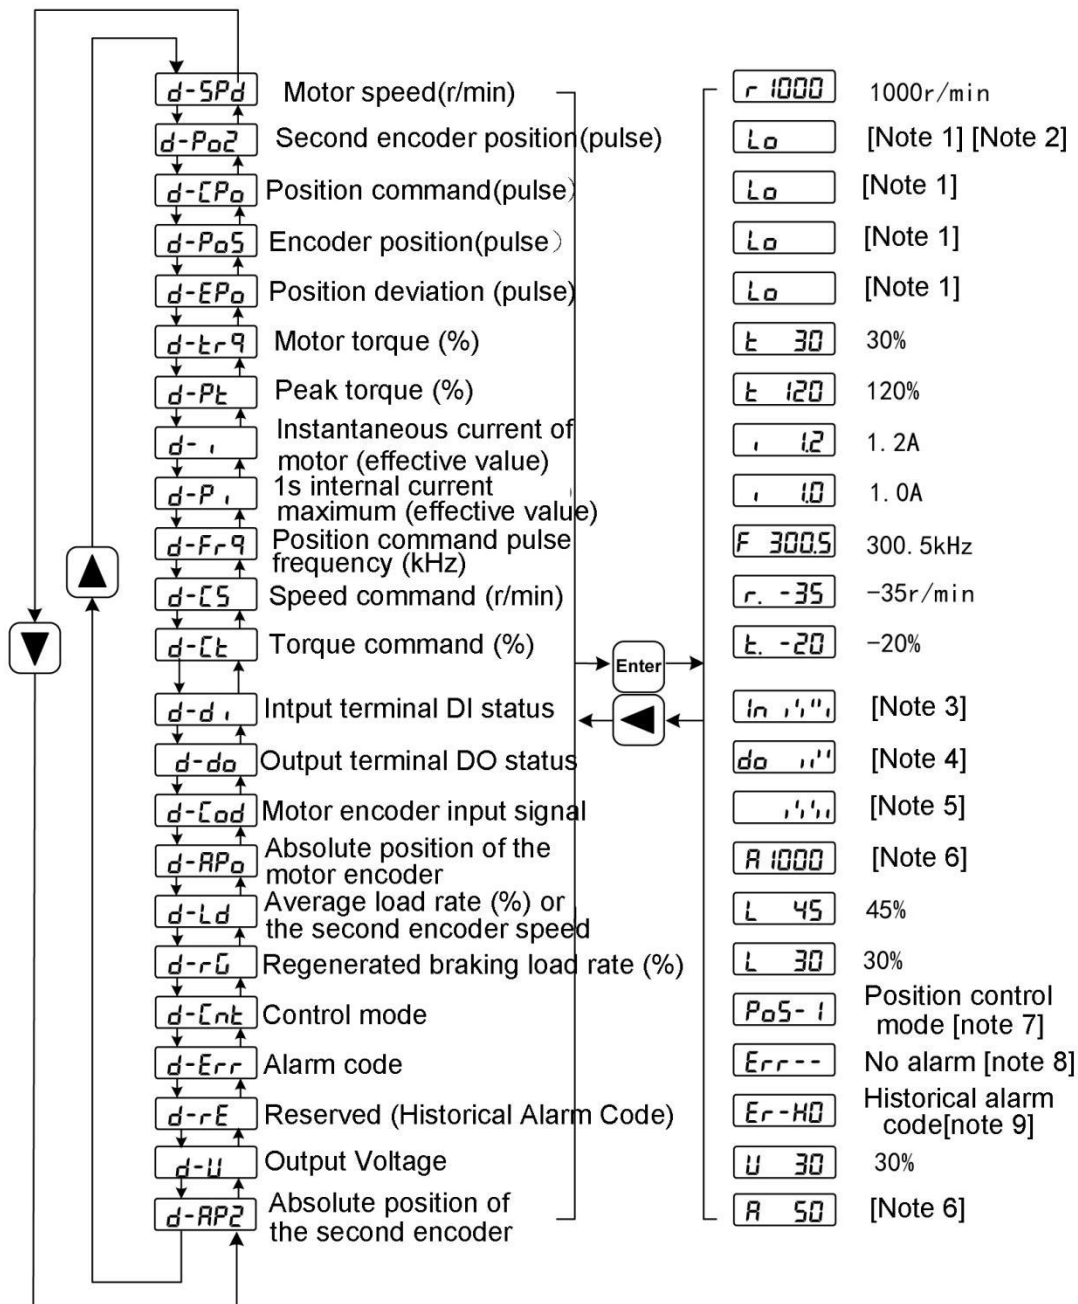 d-SPd Motor speed(r/min) r 1000 1000r/min
d-Po2 Second encoder position(pulse) Lo [Note 1] [Note 2]
d-CPo Position command(pulse） Lo [Note 1]
d-PoS Encoder position(pulse） Lo [Note 1]
d-EPo Position deviation (pulse) Lo [Note 1]
d-trq Motor torque (%) t 30 30%
d-Pt Peak torque (%) t 120 120%
d-i Instantaneous current of
motor (effective value) i 1.2 1.2A
d-Pi 1s internal current
maximum (effective value) i 1.0 1.0A
d-Frq Position command pulse
frequency (kHz) F 300.5 300.5kHz
d-CS Speed command (r/min) r. -35 -35r/min
d-Ct Torque command (%) t. -20 -20%
Enter
d-di Intput terminal DI status In [Note 3]
d-do Output terminal DO status do [Note 4]
d-Cod Motor encoder input signal [Note 5]
d-APo Absolute position of the
motor encoder A 1000 [Note 6]
d-Ld Average load rate (%) or
the second encoder speed L 45 45%
d-rG Regenerated braking load rate (%) L 30 30%
d-Cnt Control mode PoS- 1 Position control
mode [note 7]
d-Err Alarm code Err-- No alarm [note 8]
d-rE Reserved (Historical Alarm Code) Er-H0 Historical alarm
code[note 9]
d-U Output Voltage U 30 30%
d-AP2 Absolute position of
the second encoder A 50 [Note 6]